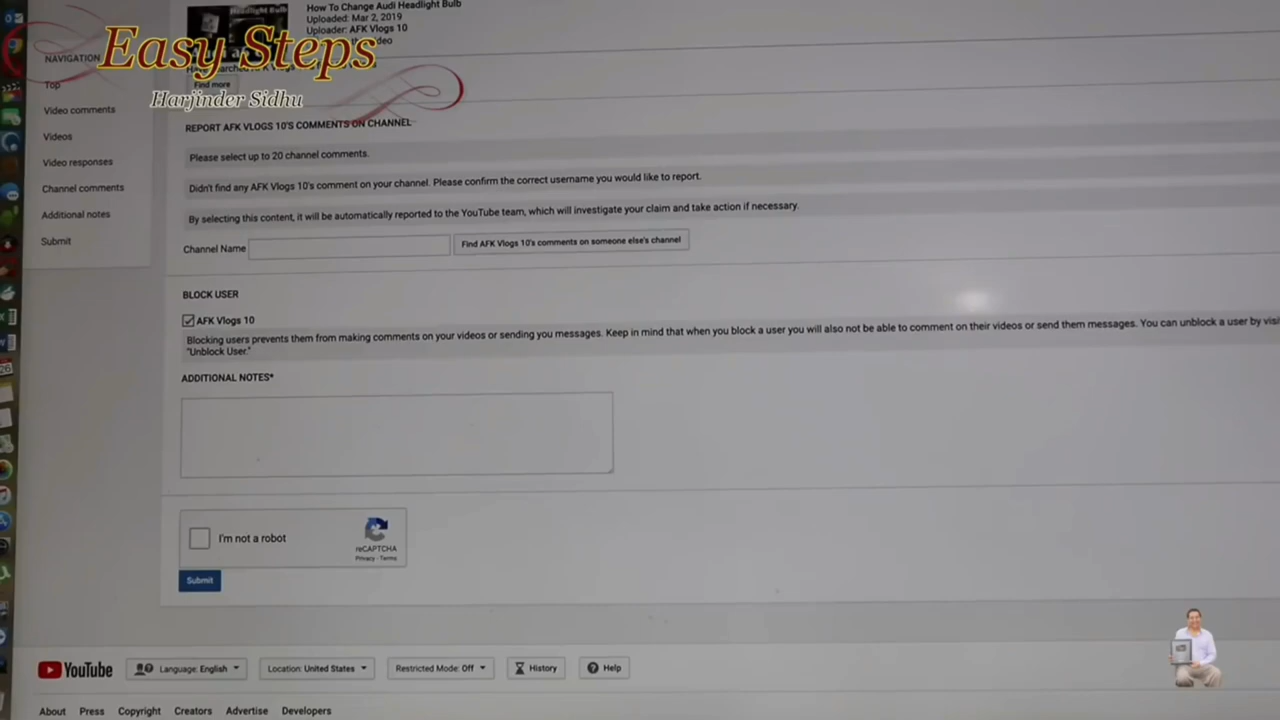 How To Change Audi Headlight Bulb
Uploaded: Mar 2, 2019
Uploader: AFK Vlogs 10
Easy Steps
Harjinder Sidhu
Find more
NAVIGATION
Top
Video comments
Videos
Video responses
Channel comments
Additional notes
Submit
REPORT AFK VLOGS 10'S COMMENTS ON CHANNEL
Please select up to 20 channel comments.
Didn't find any AFK Vlogs 10's comment on your channel. Please confirm the correct username you would like to report.
By selecting this content, it will be automatically reported to the YouTube team, which will investigate your claim and take action if necessary.
Channel Name
Find AFK Vlogs 10's comments on someone else's channel
BLOCK USER
AFK Vlogs 10
Blocking users prevents them from making comments on your videos or sending you messages. Keep in mind that when you block a user you will also not be able to comment on their videos or send them messages. You can unblock a user by
"Unblock User."
ADDITIONAL NOTES*
I'm not a robot
reCAPTCHA
Privacy - Terms
Submit
YouTube Language: English Location: United States Restricted Mode: Off History Help
About Press Copyright Creators Advertise Developers